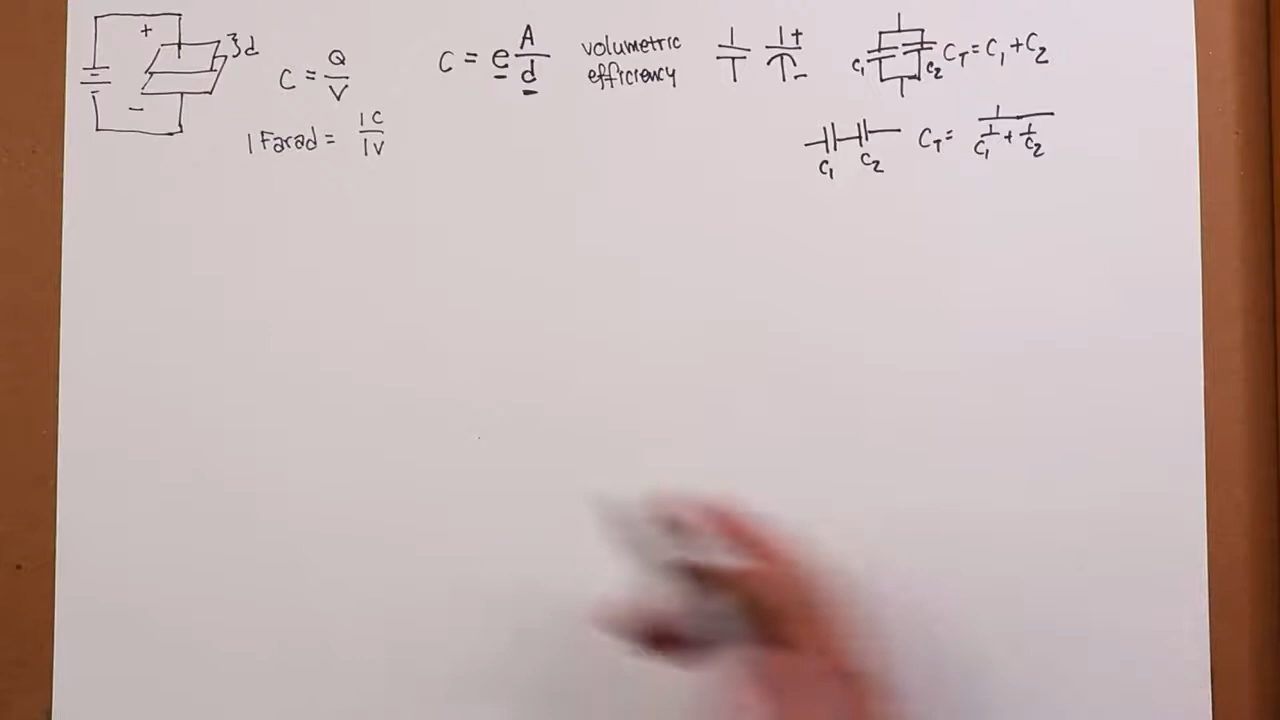 +
d
-
C = Q/V
1 Farad = 1C/1V
C = e A/d
volumetric
efficiency
+
-
C1
C2
CT = C1 + C2
C1
C2
CT = 1/(1/C1 + 1/C2)